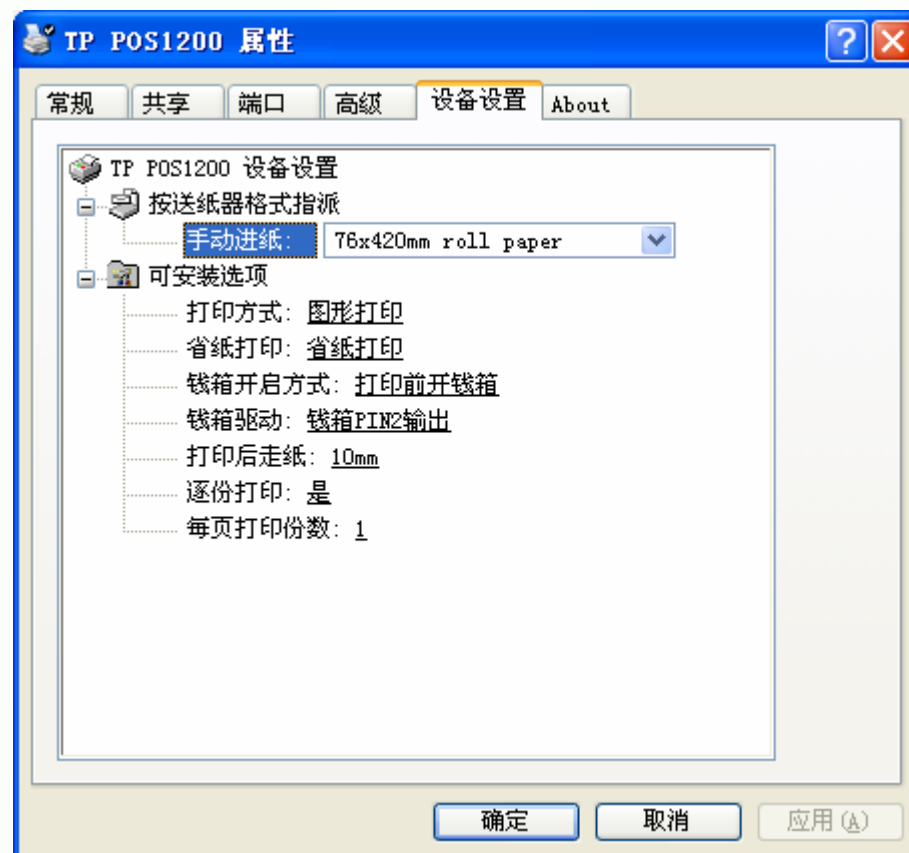 TP POS1200 属性
常规 共享 端口 高级 设备设置 About
TP POS1200 设备设置
按送纸器格式指派
手动进纸: 76x420mm roll paper
可安装选项
打印方式: 图形打印
省纸打印: 省纸打印
钱箱开启方式: 打印前开钱箱
钱箱驱动: 钱箱PIN2输出
打印后走纸: 10mm
逐份打印: 是
每页打印份数: 1
确定 取消 应用(A)